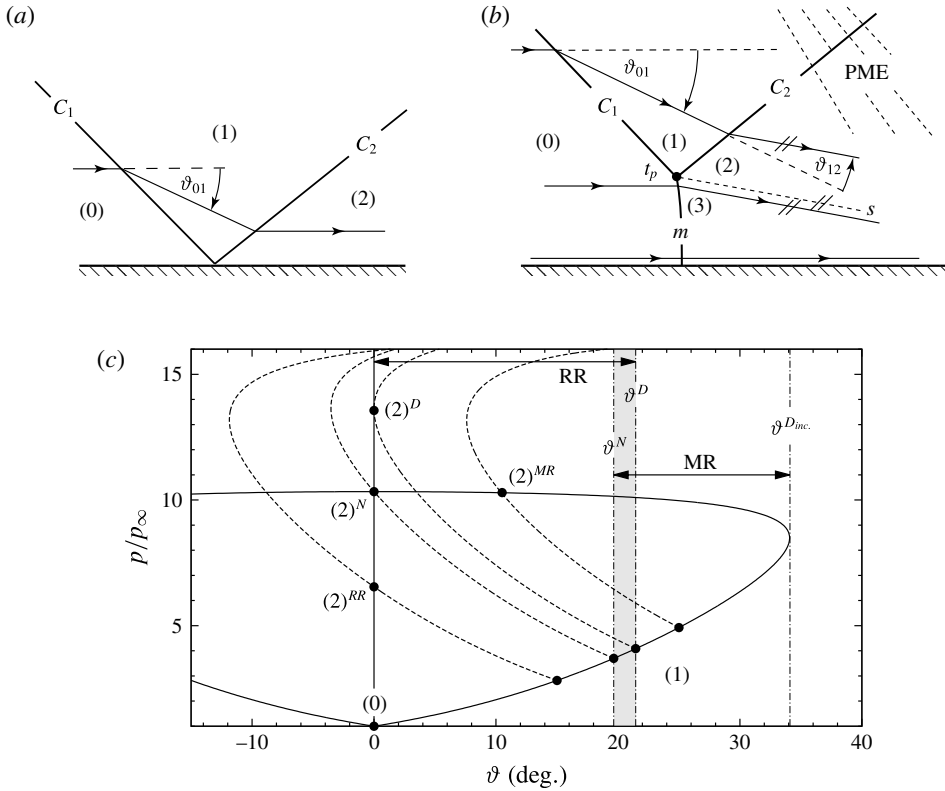 (a)
C₁
(1)
C₂
ϑ₀₁
(0)
(2)
(b)
ϑ₀₁
PME
C₂
C₁
(0)
(1)
(2)
ϑ₁₂
tₚ
(3)
s
m
(c)
15
10
5
p/p∞
RR
ϑᴰ
ϑᴺ
ϑ^{D_{inc.}}
MR
(2)ᴰ
(2)^{MR}
(2)ᴺ
(2)^{RR}
(1)
(0)
−10 0 10 20 30 40
ϑ (deg.)